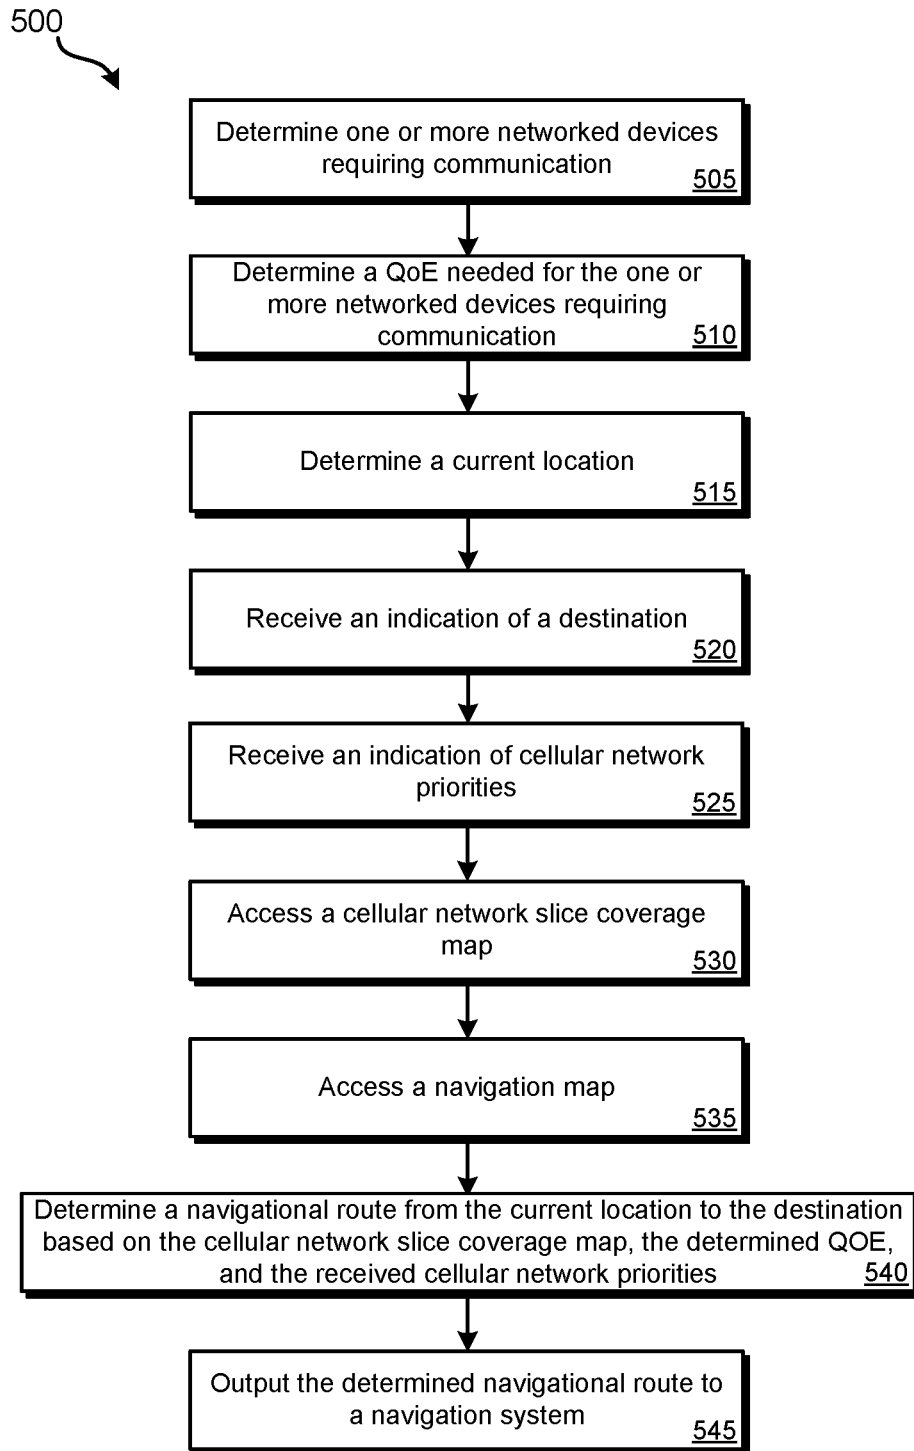 500
Determine one or more networked devices
requiring communication
505
Determine a QoE needed for the one or
more networked devices requiring
communication
510
Determine a current location
515
Receive an indication of a destination
520
Receive an indication of cellular network
priorities
525
Access a cellular network slice coverage
map
530
Access a navigation map
535
Determine a navigational route from the current location to the destination
based on the cellular network slice coverage map, the determined QOE,
and the received cellular network priorities
540
Output the determined navigational route to
a navigation system
545